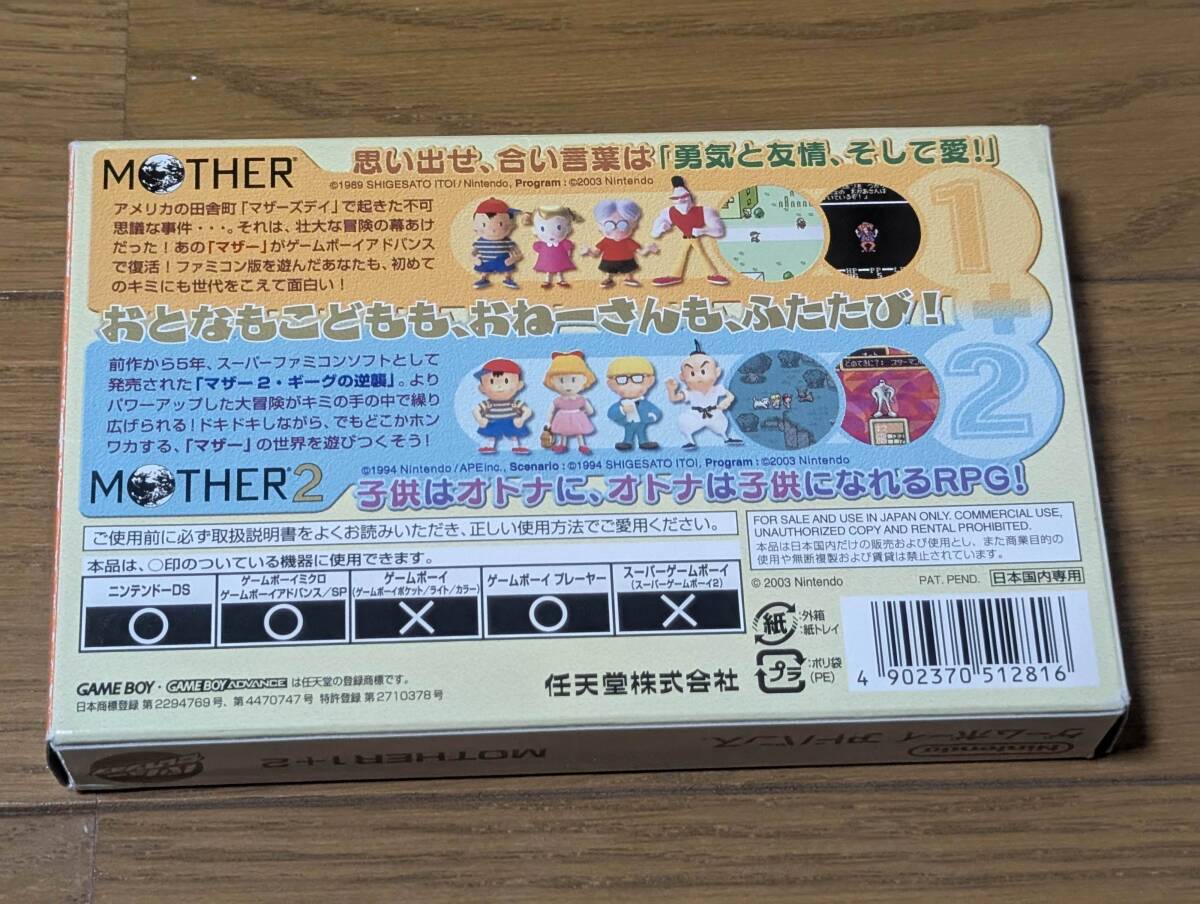 MOTHER®
思い出せ、合い言葉は「勇気と友情、そして愛!」
©1989 SHIGESATO ITOI/Nintendo, Program : ©2003 Nintendo
アメリカの田舎町「マザーズデイ」で起きた不可
思議な事件・・・。それは、壮大な冒険の幕あけ
だった!あの「マザー」がゲームボーイアドバンス
で復活!ファミコン版を遊んだあなたも、初めて
のキミにも世代をこえて面白い!
1
+
2
おとなもこどもも、おねーさんも、ふたたび!
前作から5年、スーパーファミコンソフトとして
発売された「マザー2・ギーグの逆襲」。より
パワーアップした大冒険がキミの手の中で繰り
広げられる!ドキドキしながら、でもどこかホン
ワカする、「マザー」の世界を遊びつくそう!
©1994 Nintendo/APE inc., Scenario : ©1994 SHIGESATO ITOI, Program : ©2003 Nintendo
MOTHER®2
子供はオトナに、オトナは子供になれるRPG!
ご使用前に必ず取扱説明書をよくお読みいただき、正しい使用方法でご愛用ください。
本品は、○印のついている機器に使用できます。
ニンテンドーDS
○
ゲームボーイミクロ
ゲームボーイアドバンス/SP
○
ゲームボーイ
(ゲームボーイポケット/ライト/カラー)
×
ゲームボーイ プレーヤー
○
スーパーゲームボーイ
(スーパーゲームボーイ2)
×
FOR SALE AND USE IN JAPAN ONLY. COMMERCIAL USE,
UNAUTHORIZED COPY AND RENTAL PROHIBITED.
本品は日本国内だけの販売および使用とし、また商業目的の
使用や無断複製および賃貸は禁止されています。
© 2003 Nintendo
PAT. PEND.
日本国内専用
紙
:外箱
:紙トレイ
プラ
:ポリ袋
(PE)
4 902370 512816
GAME BOY・GAME BOY ADVANCE は任天堂の登録商標です。
日本商標登録 第2294769号、第4470747号 特許登録 第2710378号
任天堂株式会社
Nintendo
ゲームボーイアドバンス
MOTHER1+2